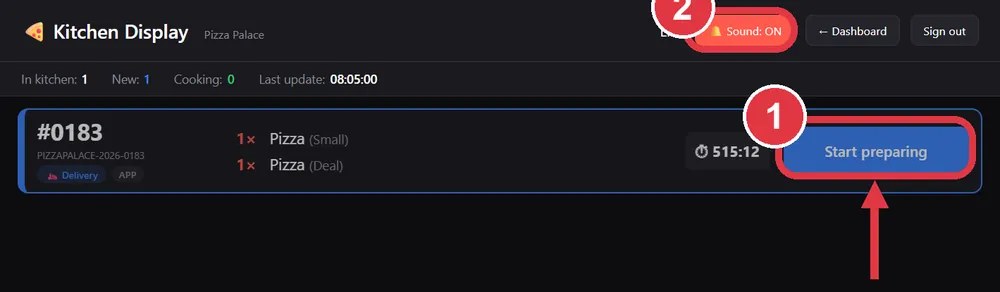 2
Kitchen Display Pizza Palace
Sound: ON ← Dashboard Sign out
In kitchen: 1 New: 1 Cooking: 0 Last update: 08:05:00
1
#0183
PIZZAPALACE-2026-0183
Delivery APP
1× Pizza (Small)
1× Pizza (Deal)
515:12
Start preparing